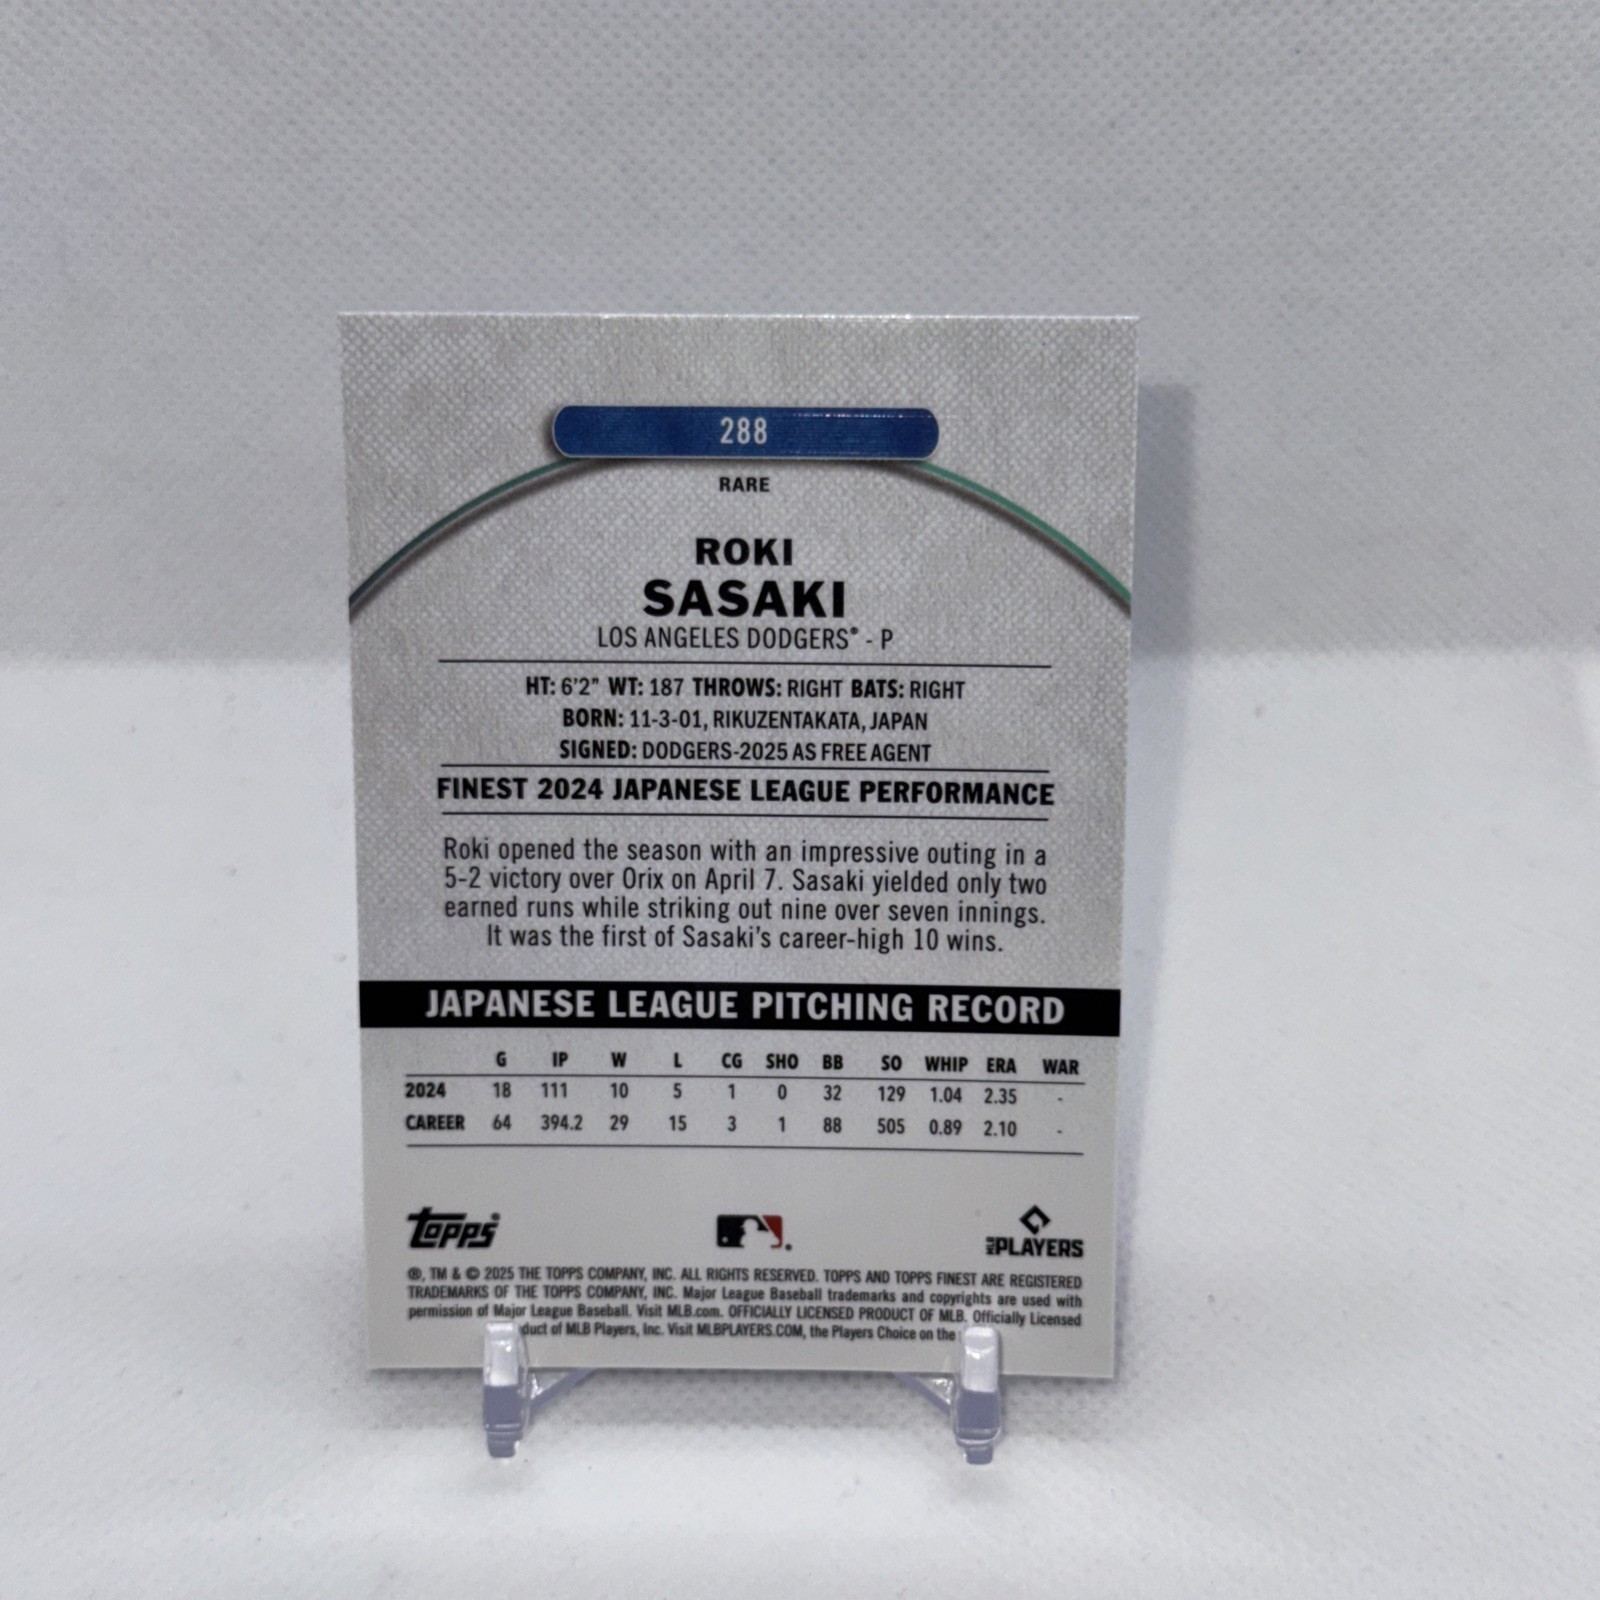 288
RARE
ROKI
SASAKI
LOS ANGELES DODGERS® - P
HT: 6'2" WT: 187 THROWS: RIGHT BATS: RIGHT
BORN: 11-3-01, RIKUZENTAKATA, JAPAN
SIGNED: DODGERS-2025 AS FREE AGENT
FINEST 2024 JAPANESE LEAGUE PERFORMANCE
Roki opened the season with an impressive outing in a
5-2 victory over Orix on April 7. Sasaki yielded only two
earned runs while striking out nine over seven innings.
It was the first of Sasaki's career-high 10 wins.
JAPANESE LEAGUE PITCHING RECORD
G IP W L CG SHO BB SO WHIP ERA WAR
2024 18 111 10 5 1 0 32 129 1.04 2.35 -
CAREER 64 394.2 29 15 3 1 88 505 0.89 2.10 -
topps®
MLB PLAYERS
®, TM & © 2025 THE TOPPS COMPANY, INC. ALL RIGHTS RESERVED. TOPPS AND TOPPS FINEST ARE REGISTERED
TRADEMARKS OF THE TOPPS COMPANY, INC. Major League Baseball trademarks and copyrights are used with
permission of Major League Baseball. Visit MLB.com. OFFICIALLY LICENSED PRODUCT OF MLB. Officially Licensed
duct of MLB Players, Inc. Visit MLBPLAYERS.COM, the Players Choice on the